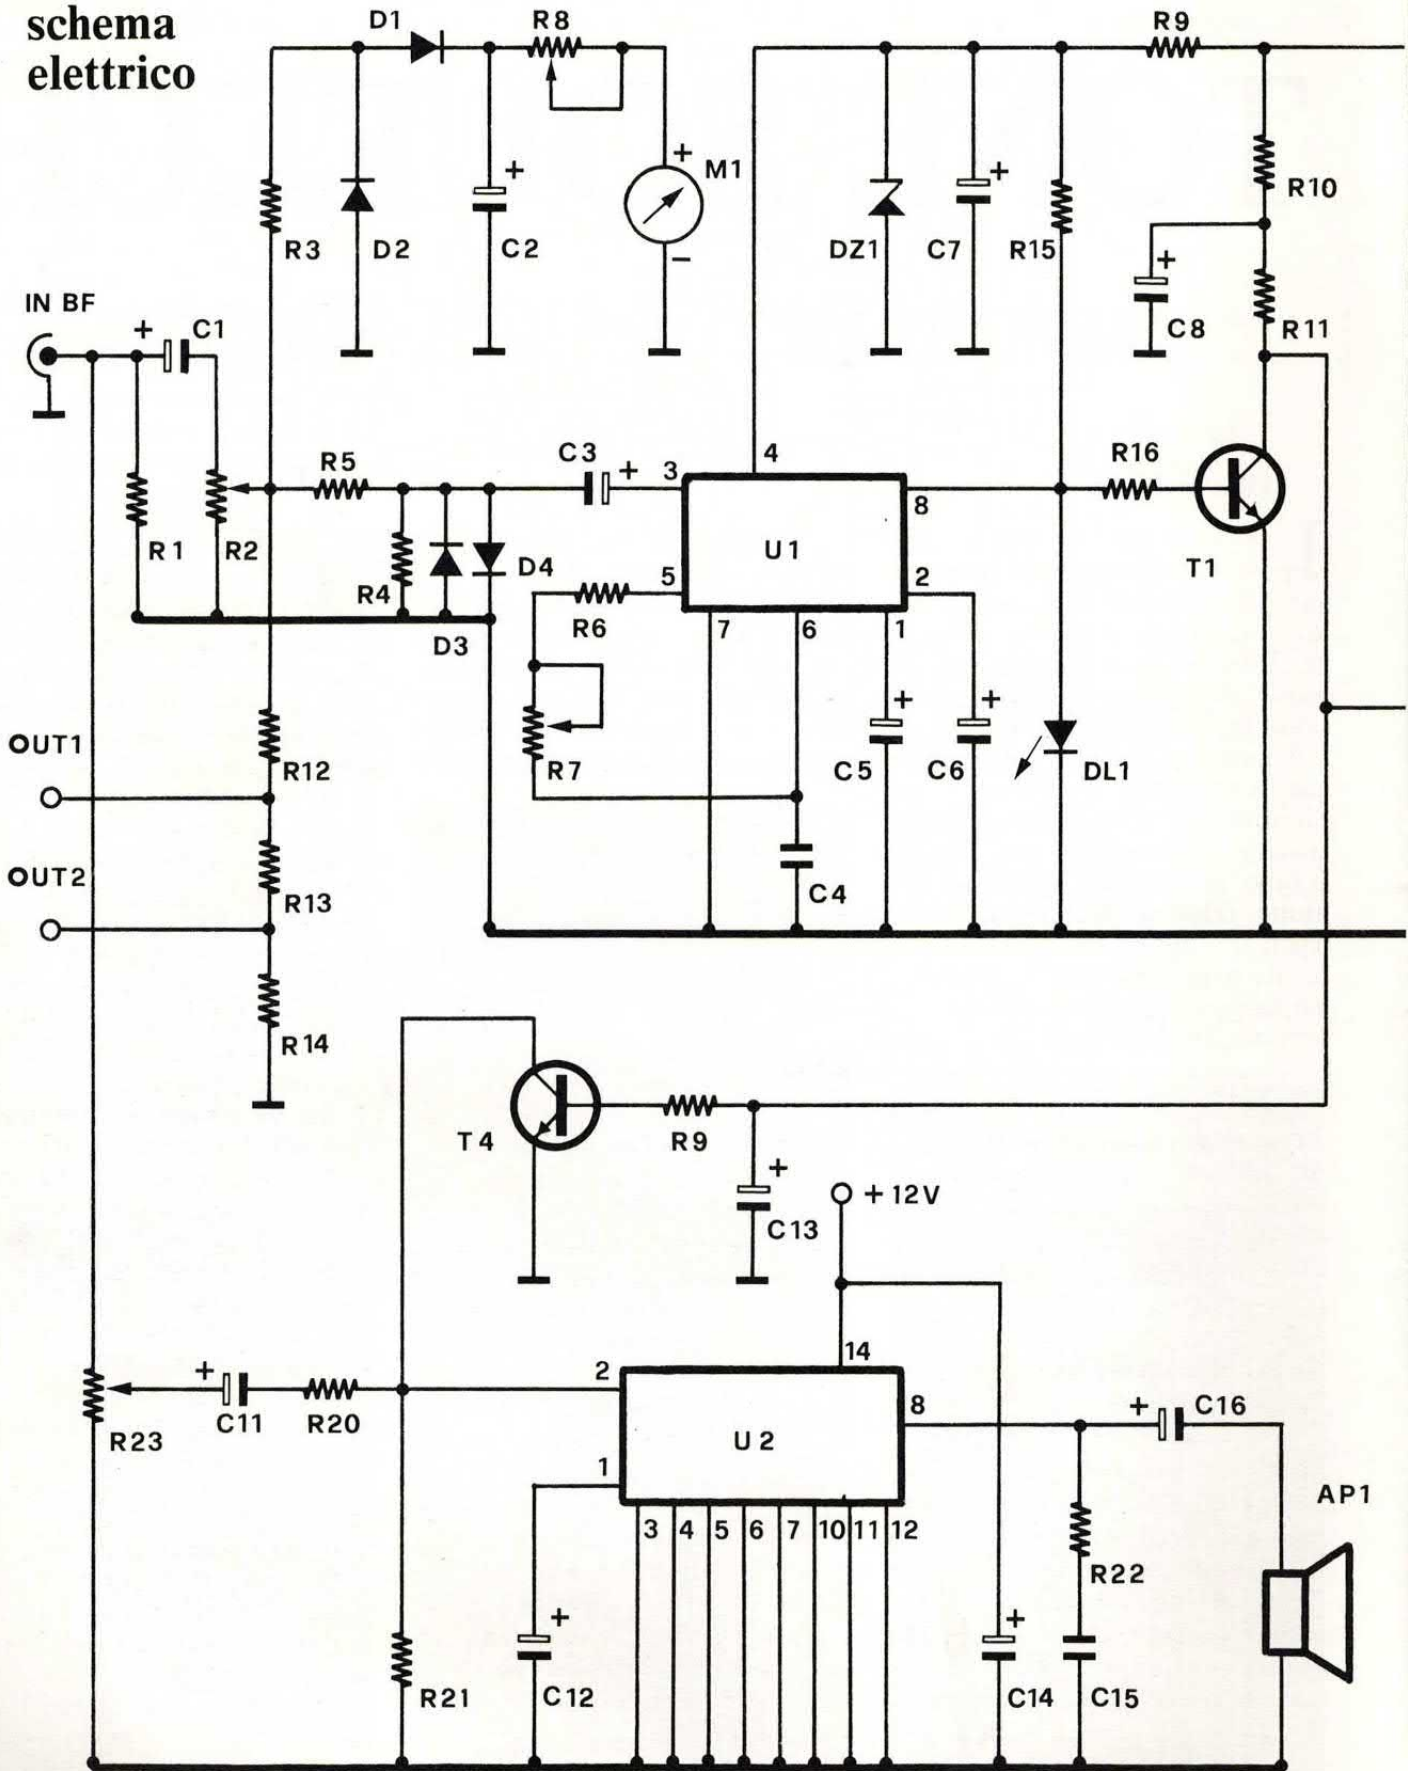 schema
elettrico
D1
R8
R9
+
M1
R3
D2
C2
+
−
DZ1
C7
+
R15
R10
C8
+
R11
IN BF
+
C1
R1
R2
R5
R4
D3
D4
C3
+
3
4
U1
8
5
2
7
6
1
R6
R7
R16
T1
OUT1
R12
OUT2
R13
R14
C4
C5
+
C6
+
DL1
T4
R9
+
C13
+12V
14
2
8
U2
1
3
4
5
6
7
10
11
12
R23
+
C11
R20
R21
+
C12
+
C14
R22
C15
+
C16
AP1